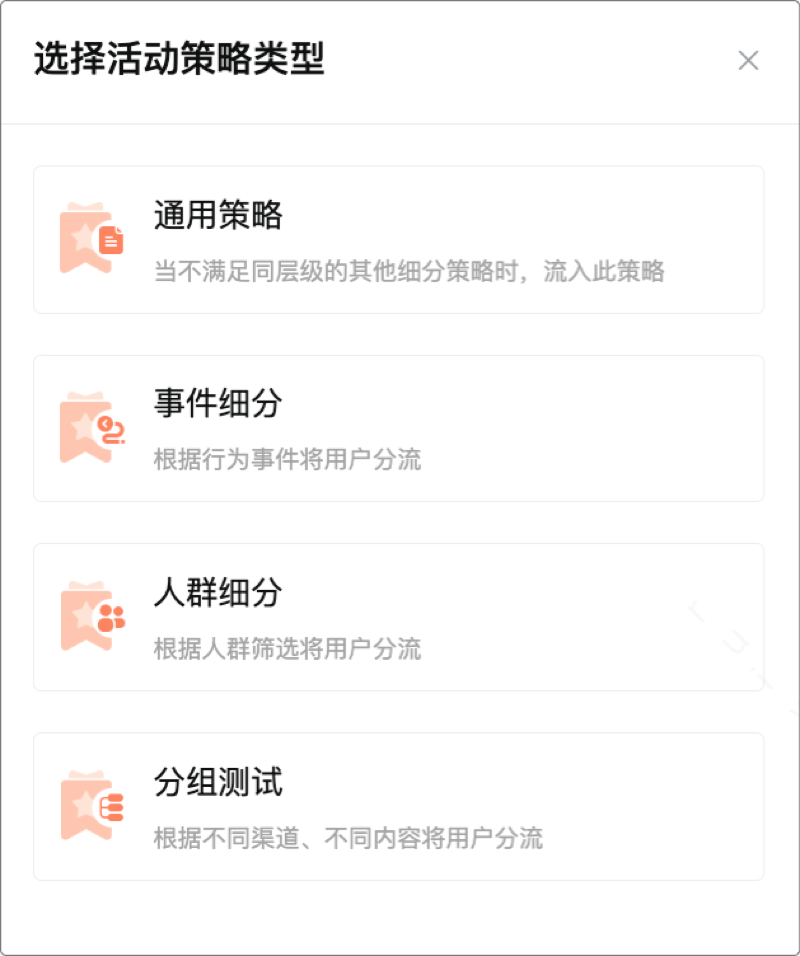 选择活动策略类型
通用策略
当不满足同层级的其他细分策略时，流入此策略
事件细分
根据行为事件将用户分流
人群细分
根据人群筛选将用户分流
分组测试
根据不同渠道、不同内容将用户分流